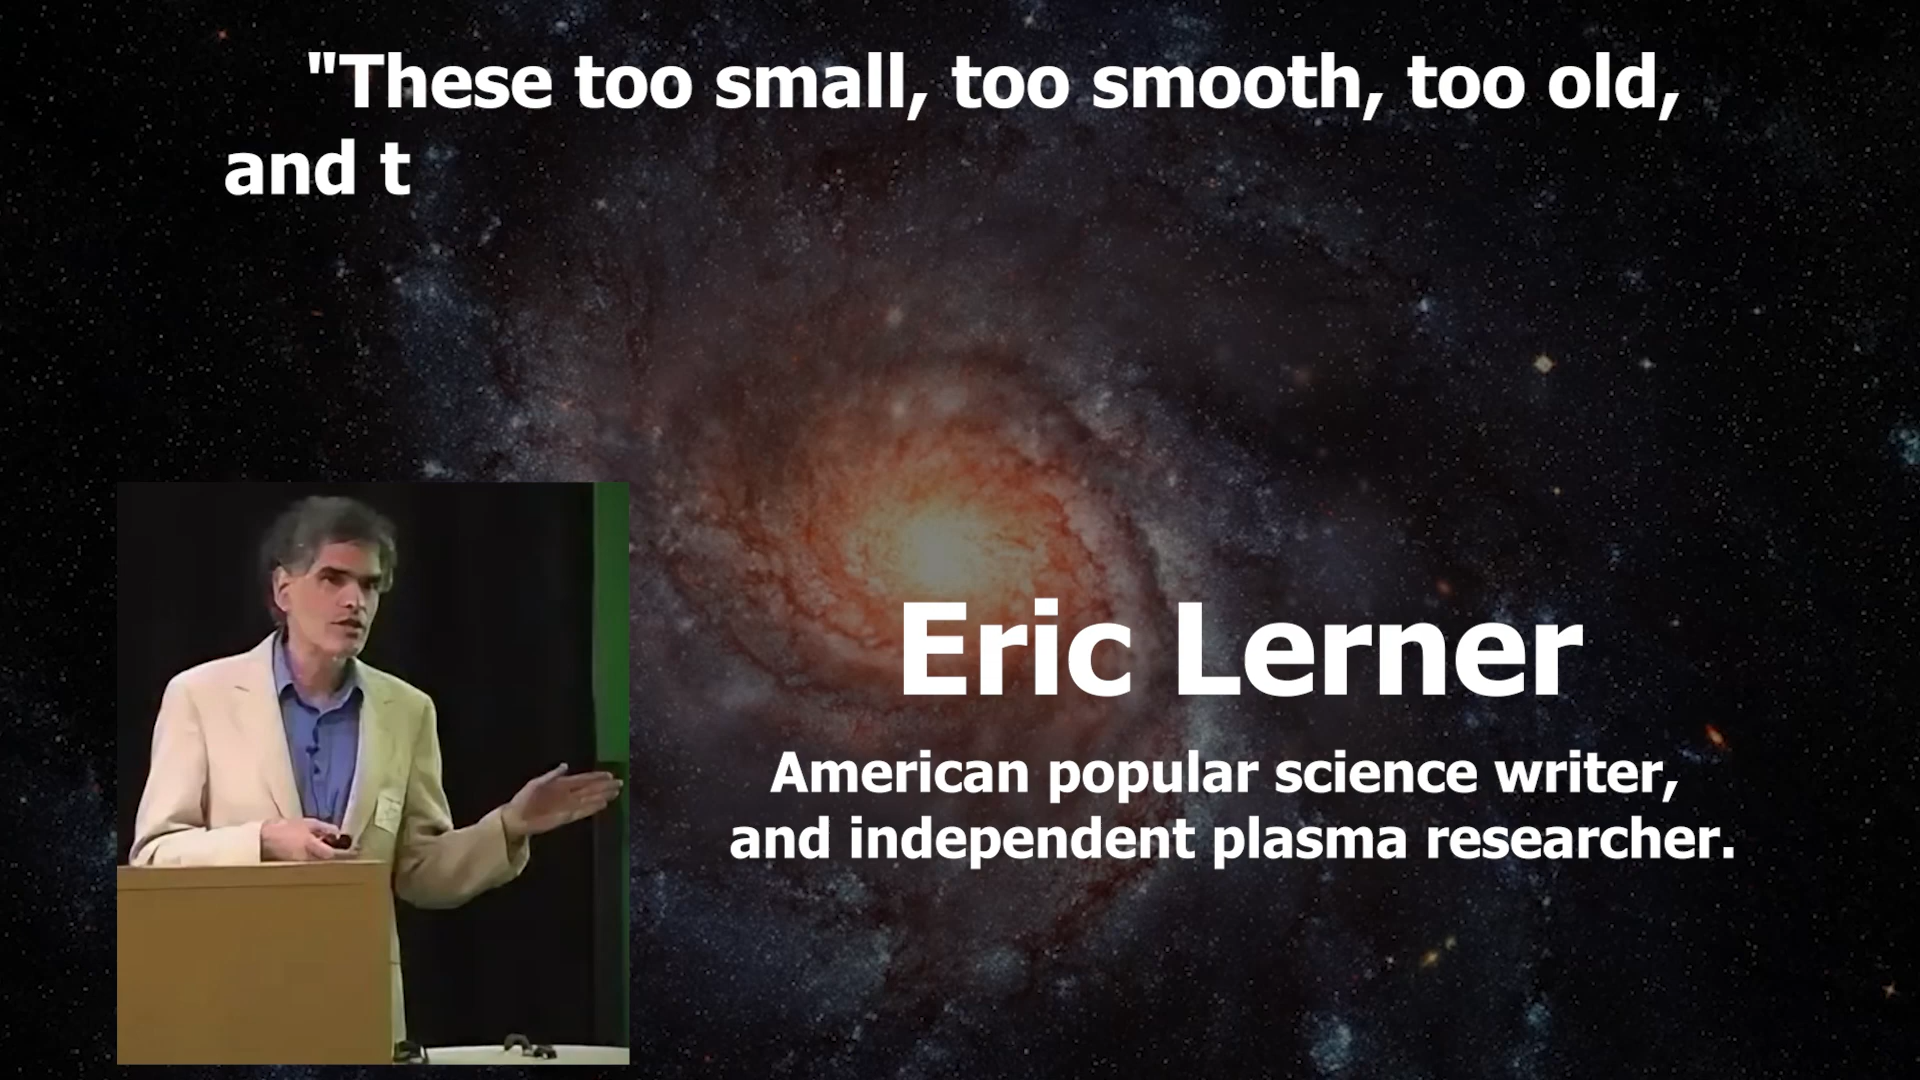 "These too small, too smooth, too old,
and t
Eric Lerner
American popular science writer,
and independent plasma researcher.